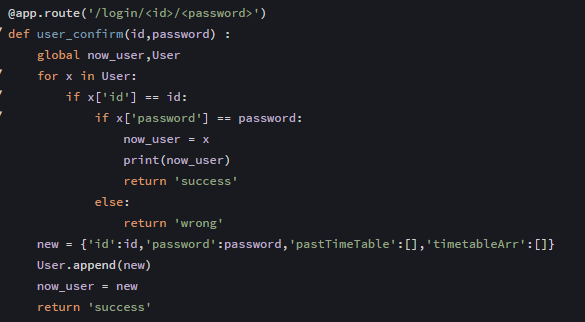 @app.route('/login/<id>/<password>')
def user_confirm(id,password) :
    global now_user,User
    for x in User:
        if x['id'] == id:
            if x['password'] == password:
                now_user = x
                print(now_user)
                return 'success'
            else:
                return 'wrong'
    new = {'id':id,'password':password,'pastTimeTable':[],'timetableArr':[]}
    User.append(new)
    now_user = new
    return 'success'